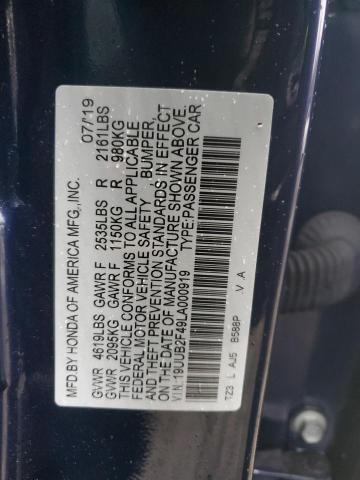 MFD. BY HONDA OF AMERICA MFG., INC. 07/19
GVWR 4619LBS GAWR F 2535LBS R 2161LBS
GVWR 2095KG GAWR F 1150KG R 980KG
THIS VEHICLE CONFORMS TO ALL APPLICABLE
FEDERAL MOTOR VEHICLE SAFETY , BUMPER,
AND THEFT PREVENTION STANDARDS IN EFFECT
ON THE DATE OF MANUFACTURE SHOWN ABOVE.
V.I.N.:19UUB2F49LA000919 TYPE:PASSENGER CAR
TZ3 L AJ5 B588P V.A